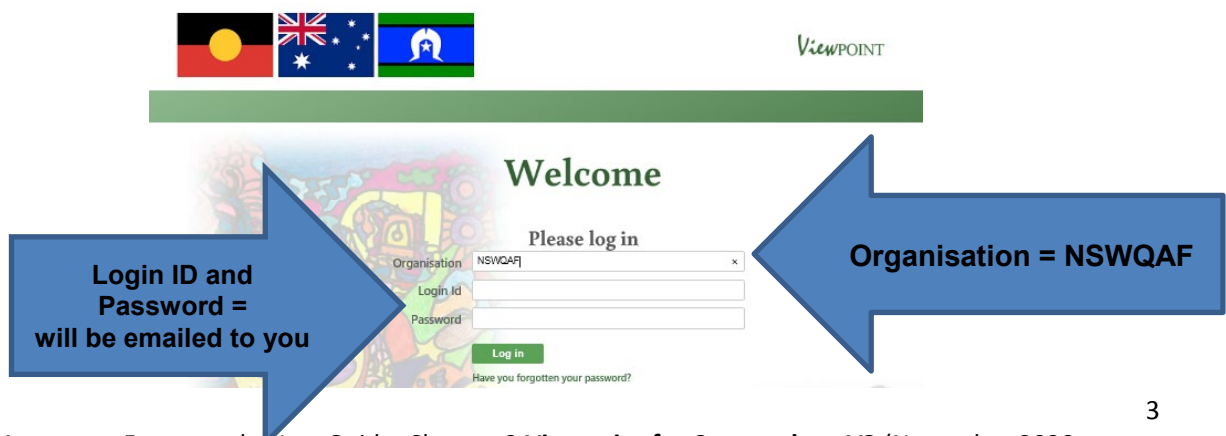 ViewPOINT
Welcome
Please log in
Organisation NSWQAF ×
Login Id
Password
Log in
Have you forgotten your password?
Login ID and
Password =
will be emailed to you
Organisation = NSWQAF
3